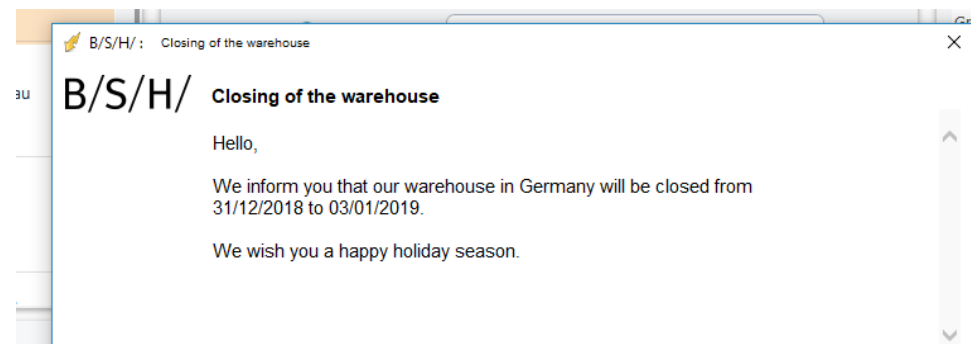 B/S/H/ : Closing of the warehouse
au
B/S/H/ Closing of the warehouse
Hello,
We inform you that our warehouse in Germany will be closed from
31/12/2018 to 03/01/2019.
We wish you a happy holiday season.